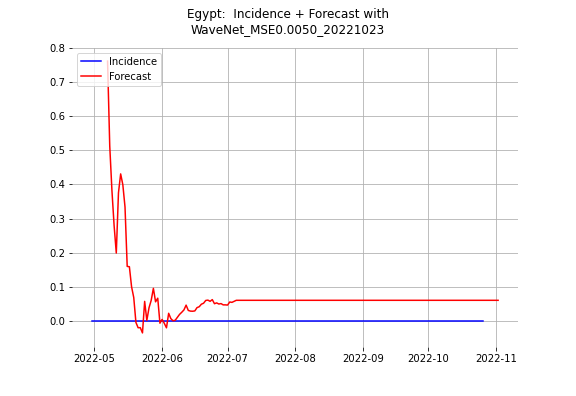 Egypt:  Incidence + Forecast with
WaveNet_MSE0.0050_20221023
0.8
0.7
0.6
0.5
0.4
0.3
0.2
0.1
0.0
Incidence
Forecast
2022-05 2022-06 2022-07 2022-08 2022-09 2022-10 2022-11